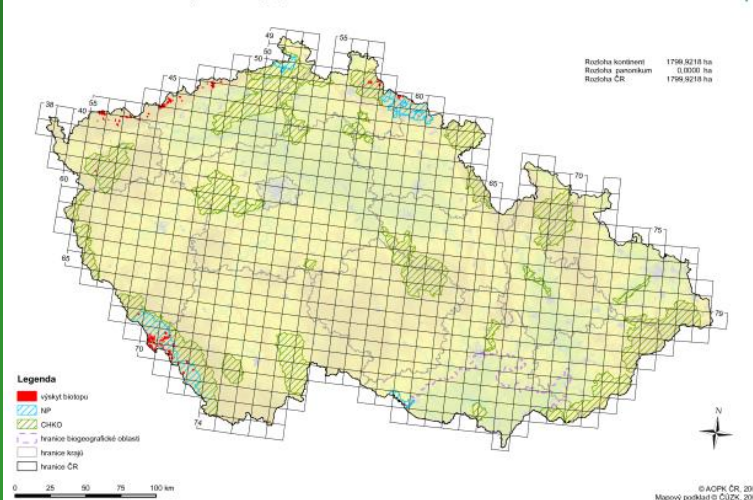 49
55
50
45
60
38
40 55
65
70
60
75
65
79
70
74
Rozloha kontinent 1799,9218 ha
Rozloha panonikum 0,0000 ha
Rozloha ČR 1799,9218 ha
Legenda
výskyt biotopu
NP
CHKO
hranice biogeografické oblasti
hranice krajů
hranice ČR
0 25 50 75 100 km
N
© AOPK ČR, 20
Mapový podklad © ČÚZK, 20